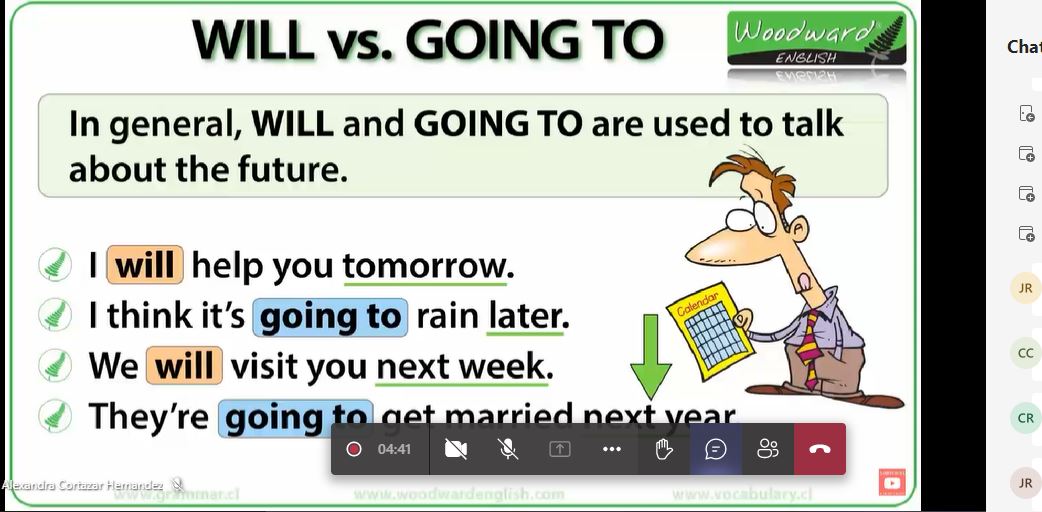 WILL vs. GOING TO
Woodward®
ENGLISH
In general, WILL and GOING TO are used to talk
about the future.
I will help you tomorrow.
I think it's going to rain later.
We will visit you next week.
They're going to get married next year
Calendar
04:41
Alexandra Cortazar Hernandez
www.grammar.cl
www.woodwardenglish.com
www.vocabulary.cl
Chat
JR
CC
CR
JR